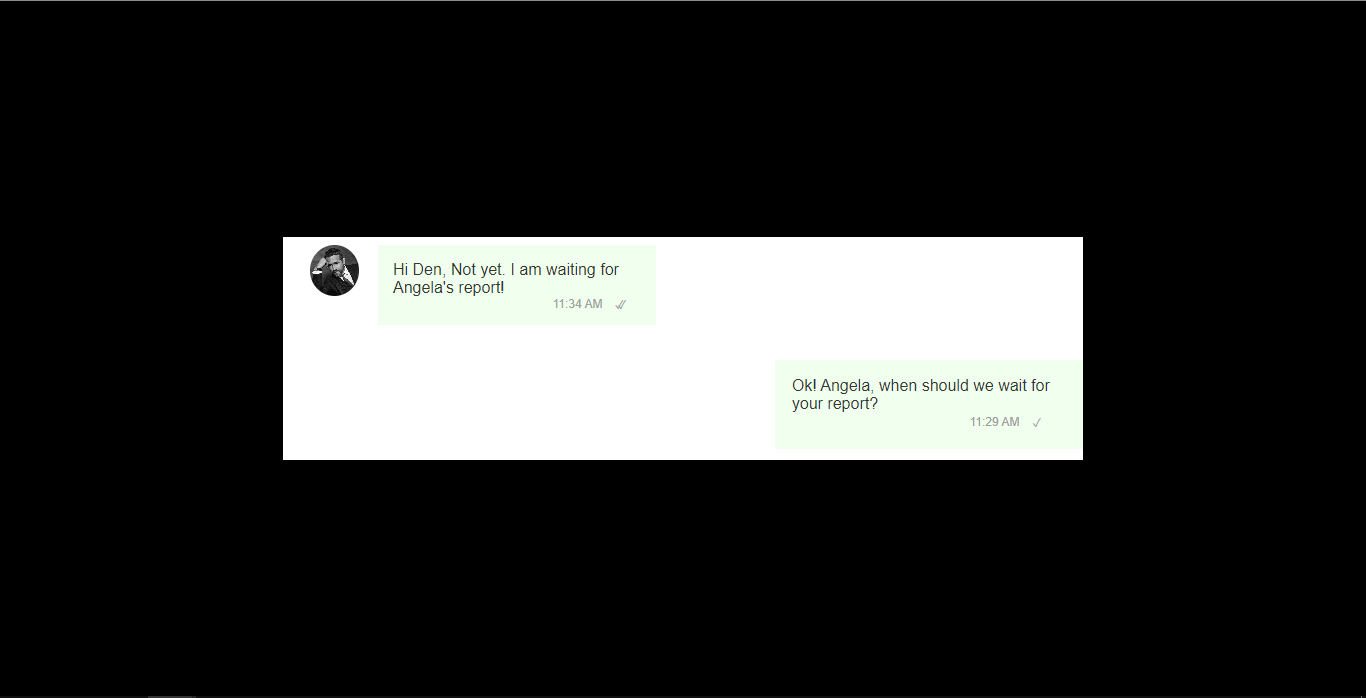 Hi Den, Not yet. I am waiting for
Angela's report!
11:34 AM
Ok! Angela, when should we wait for
your report?
11:29 AM